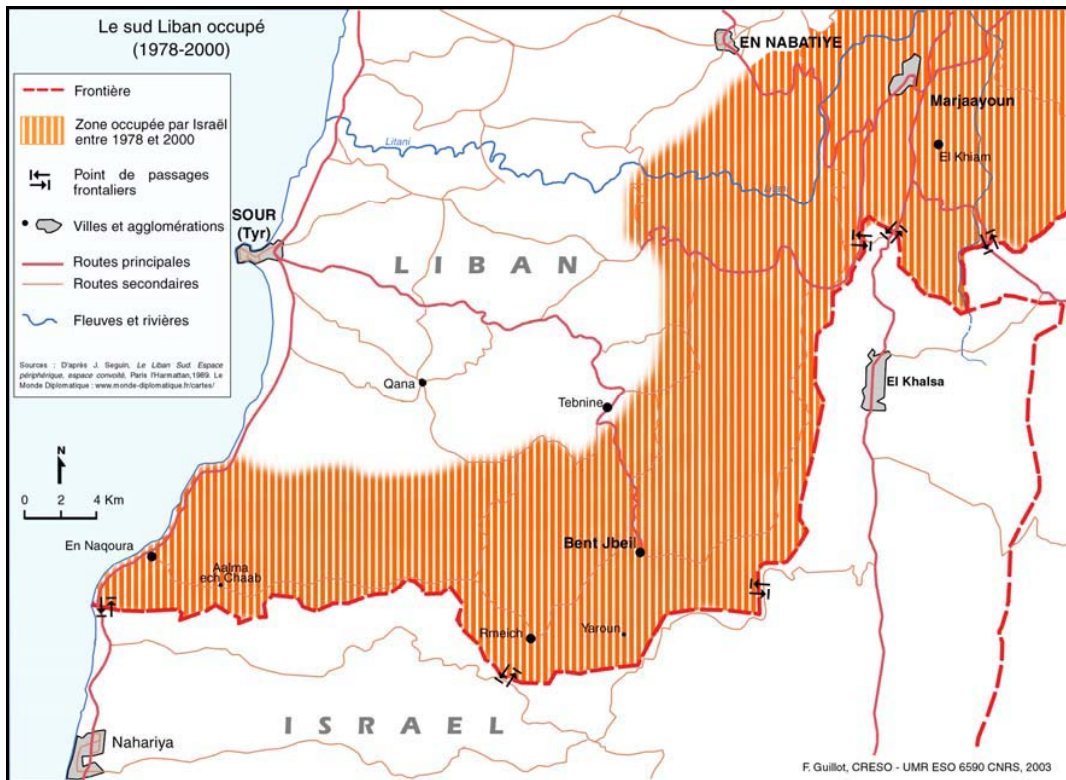 Le sud Liban occupé
(1978-2000)
Frontière
Zone occupée par Israël
entre 1978 et 2000
Point de passages
frontaliers
Villes et agglomérations
Routes principales
Routes secondaires
Fleuves et rivières
Sources : D'après J. Seguin, Le Liban Sud. Espace
périphérique, espace convoité, Paris l'Harmattan,1989. Le
Monde Diplomatique : www.monde-diplomatique.fr/cartes/
N
0 2 4 Km
EN NABATIYE
Marjaayoun
El Khiam
Litani
Litani
SOUR
(Tyr)
LIBAN
Qana
Tebnine
El Khalsa
En Naqoura
Aalma
ech Chaab
Bent Jbeil
Rmeich
Yaroun
ISRAEL
Nahariya
F. Guillot, CRESO - UMR ESO 6590 CNRS, 2003